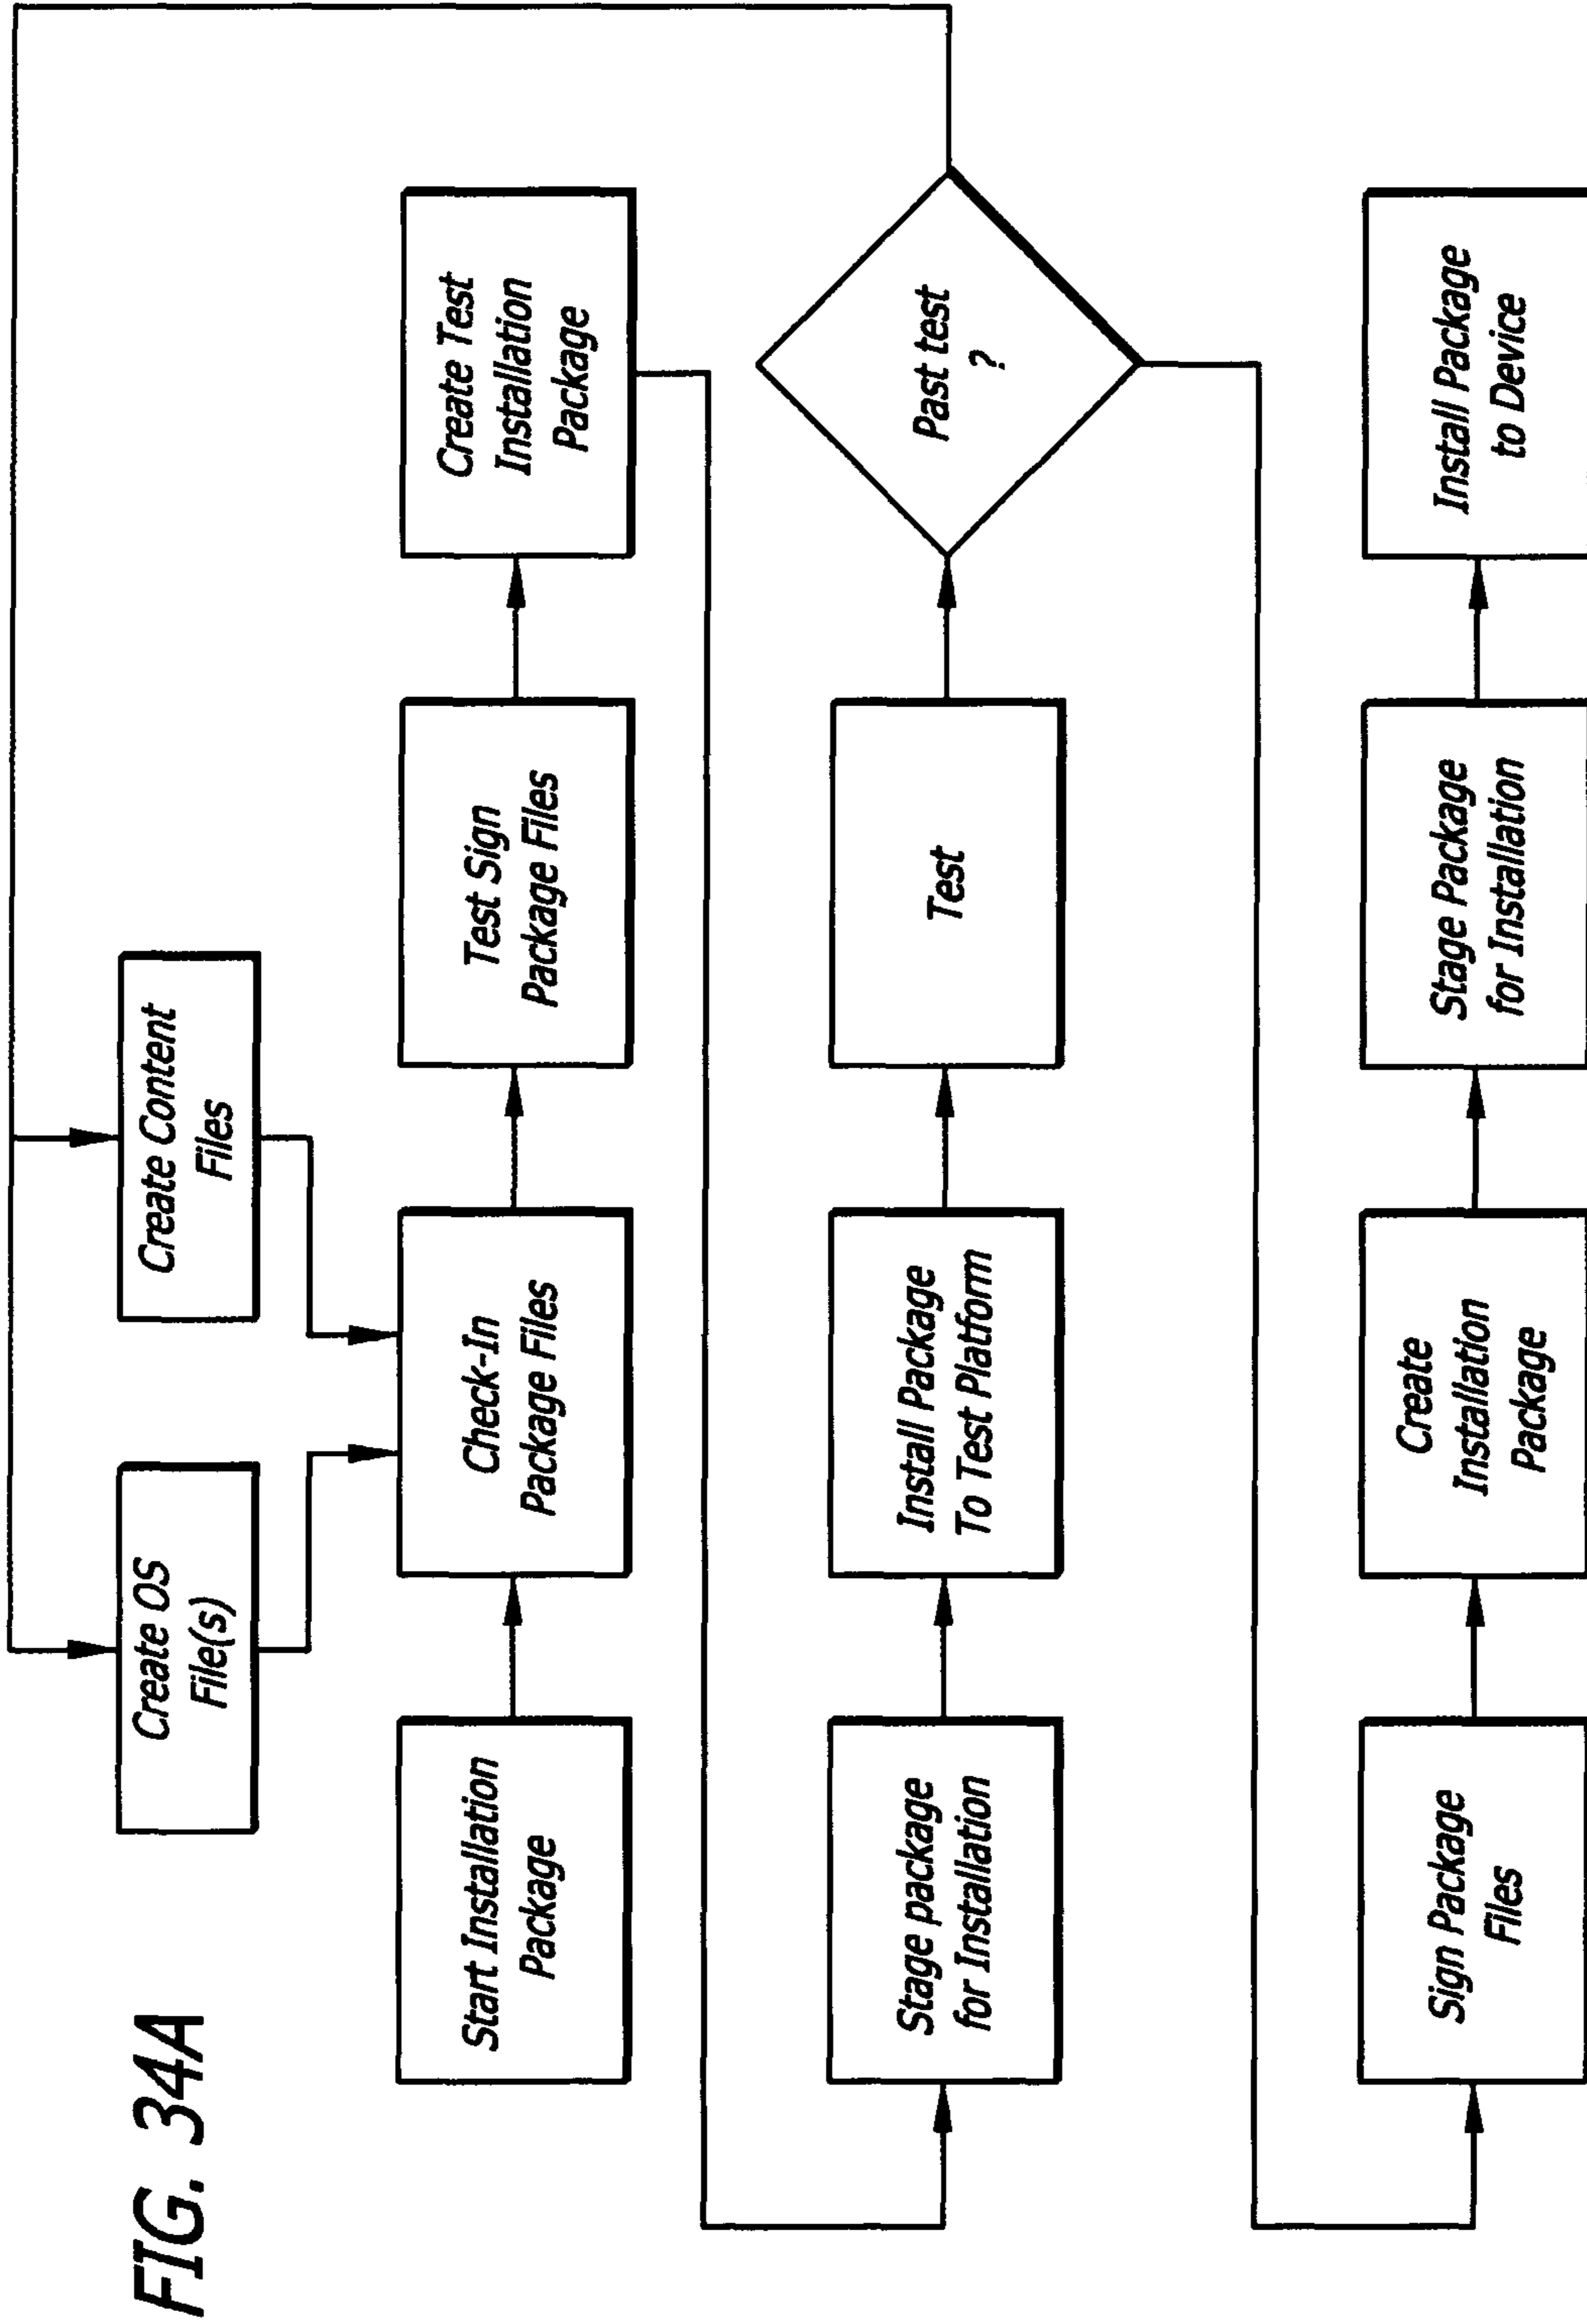 FIG. 34A
Create OS
File(s)
Create Content
Files
Start Installation
Package
Check-In
Package Files
Test Sign
Package Files
Create Test
Installation
Package
Stage package
for Installation
Install Package
To Test Platform
Test
Past test
?
Sign Package
Files
Create
Installation
Package
Stage Package
for Installation
Install Package
to Device